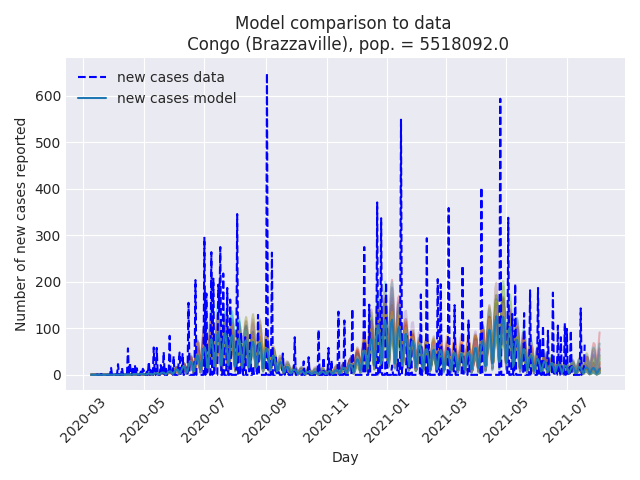 Model comparison to data
Congo (Brazzaville), pop. = 5518092.0
new cases data
new cases model
Number of new cases reported
600
500
400
300
200
100
0
2020-03
2020-05
2020-07
2020-09
2020-11
2021-01
2021-03
2021-05
2021-07
Day